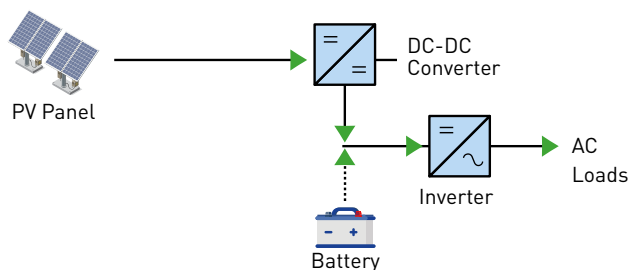 PV Panel
DC-DC
Converter
Inverter
AC
Loads
Battery